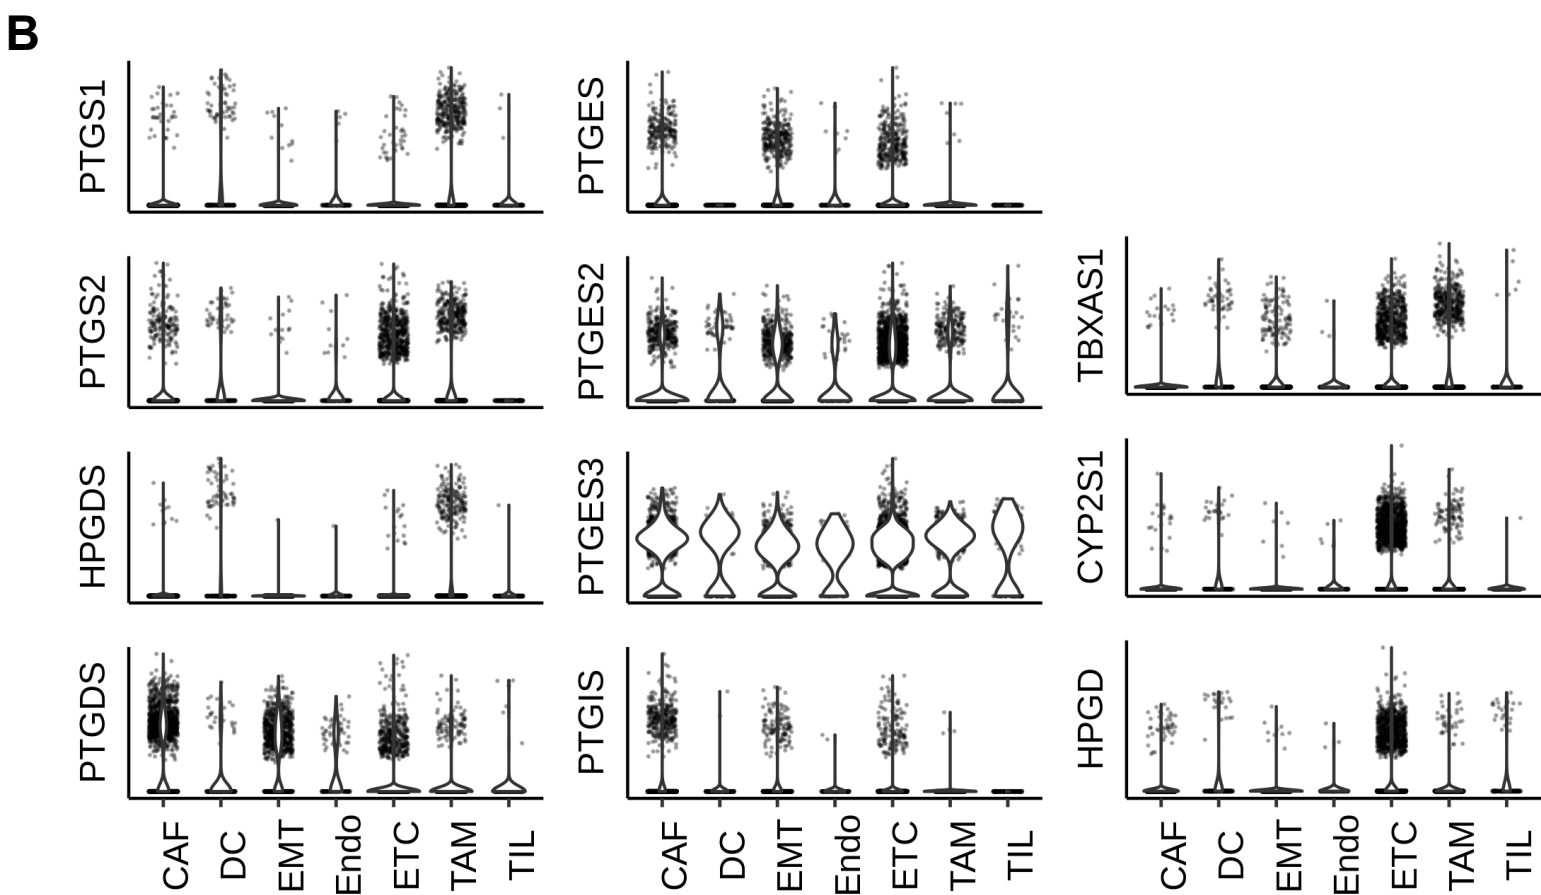 B
PTGS1
PTGES
PTGS2
PTGES2
TBXAS1
HPGDS
PTGES3
CYP2S1
PTGDS
PTGIS
HPGD
CAF DC EMT Endo ETC TAM TIL
CAF DC EMT Endo ETC TAM TIL
CAF DC EMT Endo ETC TAM TIL